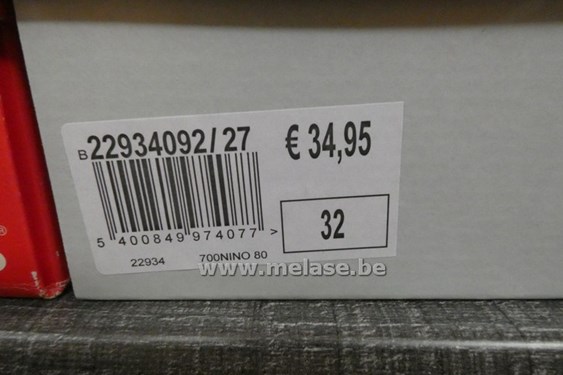 B22934092/27
€ 34,95
5 400849 974077 >
32
22934 700NINO 80
www.melase.be
®